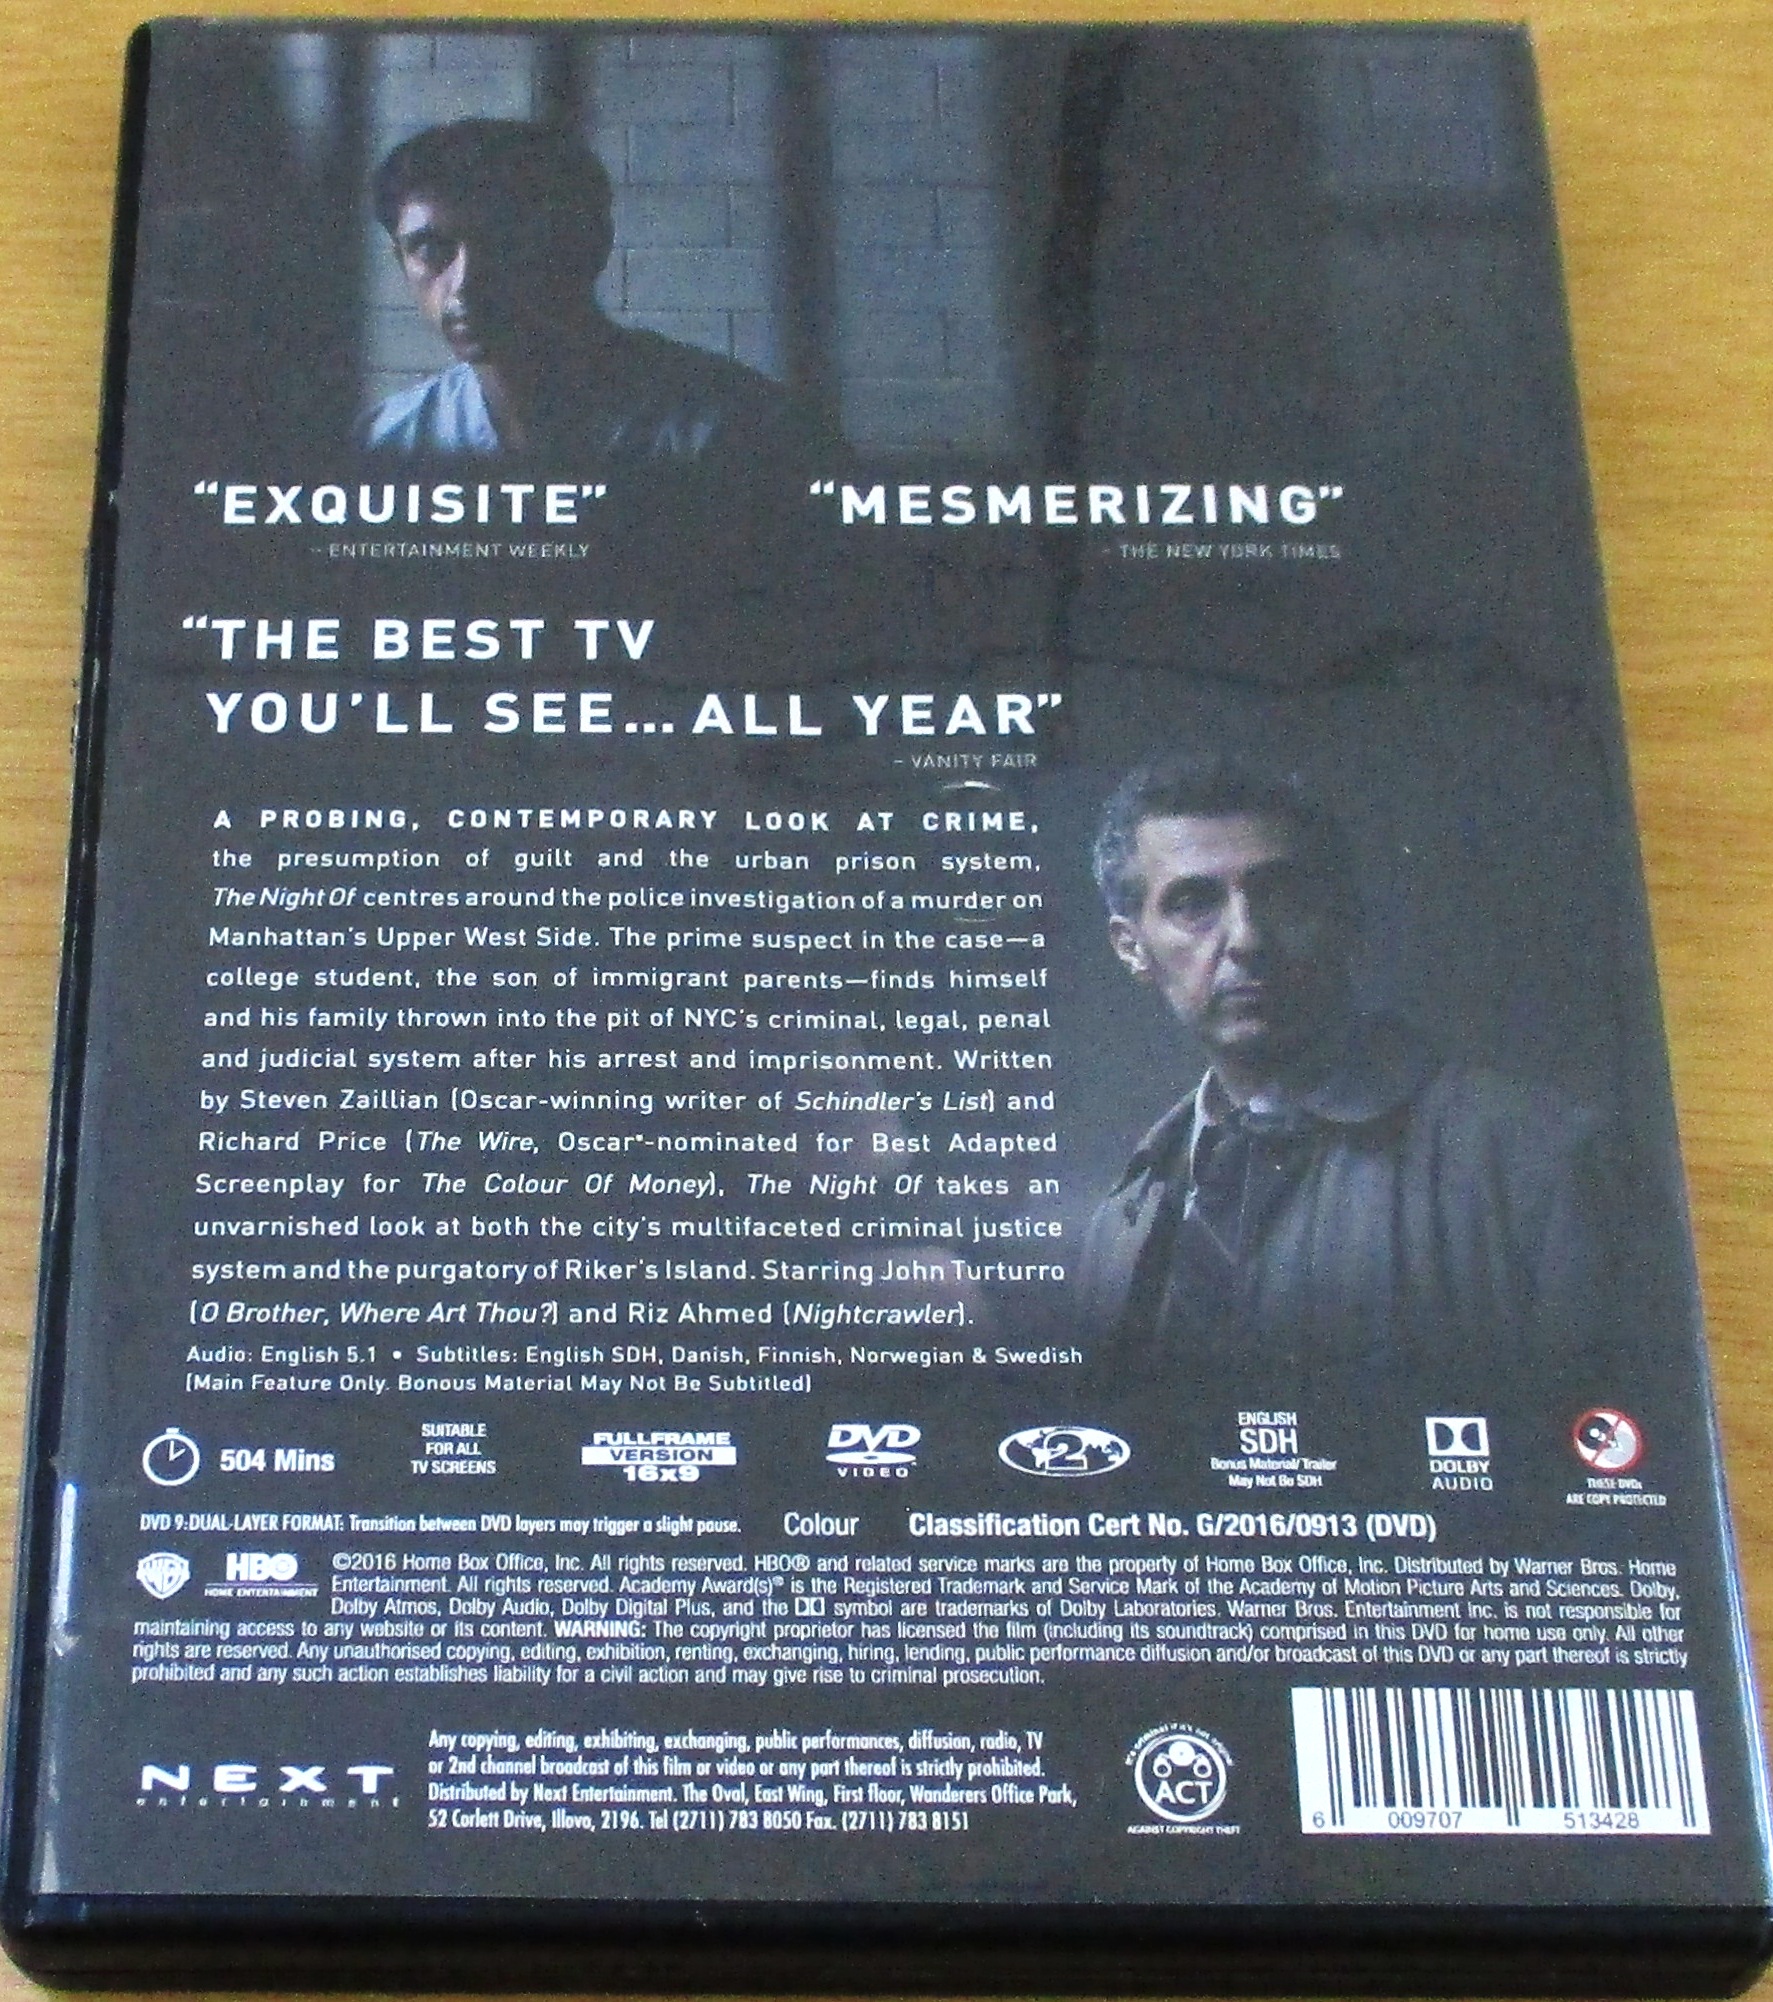 “EXQUISITE”
- ENTERTAINMENT WEEKLY
“MESMERIZING”
- THE NEW YORK TIMES
“THE BEST TV
YOU'LL SEE... ALL YEAR”
- VANITY FAIR
A PROBING, CONTEMPORARY LOOK AT CRIME,
the presumption of guilt and the urban prison system,
The Night Of centres around the police investigation of a murder on
Manhattan's Upper West Side. The prime suspect in the case—a
college student, the son of immigrant parents—finds himself
and his family thrown into the pit of NYC's criminal, legal, penal
and judicial system after his arrest and imprisonment. Written
by Steven Zaillian (Oscar-winning writer of Schindler's List) and
Richard Price (The Wire, Oscar®-nominated for Best Adapted
Screenplay for The Colour Of Money), The Night Of takes an
unvarnished look at both the city's multifaceted criminal justice
system and the purgatory of Riker's Island. Starring John Turturro
(O Brother, Where Art Thou?) and Riz Ahmed (Nightcrawler).
Audio: English 5.1 • Subtitles: English SDH, Danish, Finnish, Norwegian & Swedish
(Main Feature Only. Bonous Material May Not Be Subtitled)
504 Mins
SUITABLE
FOR ALL
TV SCREENS
FULLFRAME
VERSION
16x9
DVD
VIDEO
2
ENGLISH
SDH
Bonus Material/Trailer
May Not Be SDH
DOLBY
AUDIO
THESE DVDs
ARE COPY PROTECTED
DVD 9:DUAL-LAYER FORMAT: Transition between DVD layers may trigger a slight pause.
Colour
Classification Cert No. G/2016/0913 (DVD)
WB
HBO
HOME ENTERTAINMENT
©2016 Home Box Office, Inc. All rights reserved. HBO® and related service marks are the property of Home Box Office, Inc. Distributed by Warner Bros. Home
Entertainment. All rights reserved. Academy Award(s)® is the Registered Trademark and Service Mark of the Academy of Motion Picture Arts and Sciences. Dolby,
Dolby Atmos, Dolby Audio, Dolby Digital Plus, and the symbol are trademarks of Dolby Laboratories. Warner Bros. Entertainment Inc. is not responsible for
maintaining access to any website or its content. WARNING: The copyright proprietor has licensed the film (including its soundtrack) comprised in this DVD for home use only. All other
rights are reserved. Any unauthorised copying, editing, exhibition, renting, exchanging, hiring, lending, public performance diffusion and/or broadcast of this DVD or any part thereof is strictly
prohibited and any such action establishes liability for a civil action and may give rise to criminal prosecution.
NEXT
entertainment
Any copying, editing, exhibiting, exchanging, public performances, diffusion, radio, TV
or 2nd channel broadcast of this film or video or any part thereof is strictly prohibited.
Distributed by Next Entertainment. The Oval, East Wing, First floor, Wanderers Office Park,
52 Corlett Drive, Illovo, 2196. Tel (2711) 783 8050 Fax. (2711) 783 8151
ACT
AGAINST COPYRIGHT THEFT
6 009707 513428